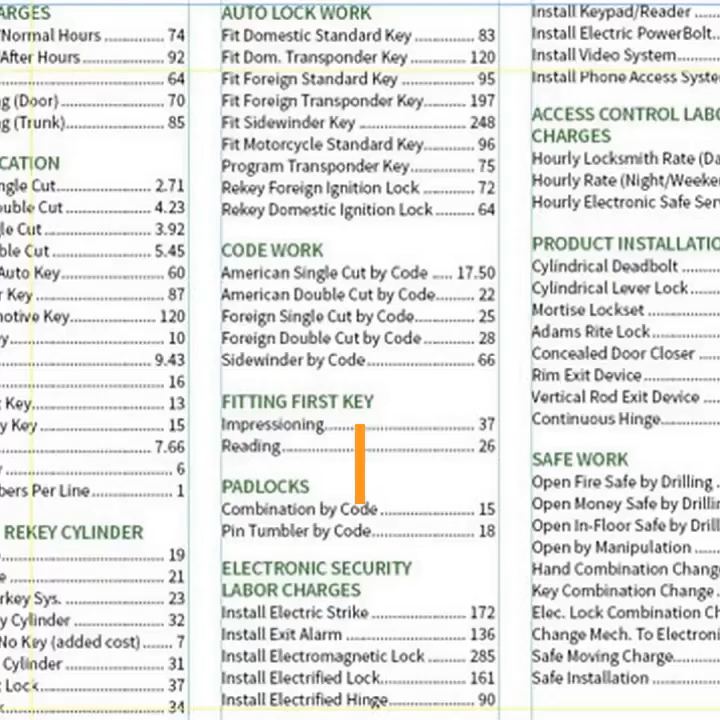 ARGES
/Normal Hours 74
After Hours 92
64
g (Door) 70
g (Trunk) 85
CATION
ngle Cut 2.71
ouble Cut 4.23
le Cut 3.92
ble Cut 5.45
Auto Key 60
r Key 87
motive Key 120
y 10
9.43
16
t Key 13
y Key 15
7.66
6
bers Per Line 1
REKEY CYLINDER
19
e 21
rkey Sys. 23
y Cylinder 32
No Key (added cost) 7
Cylinder 31
t Lock 37
k 34
AUTO LOCK WORK
Fit Domestic Standard Key 83
Fit Dom. Transponder Key 120
Fit Foreign Standard Key 95
Fit Foreign Transponder Key 197
Fit Sidewinder Key 248
Fit Motorcycle Standard Key 96
Program Transponder Key 75
Rekey Foreign Ignition Lock 72
Rekey Domestic Ignition Lock 64
CODE WORK
American Single Cut by Code 17.50
American Double Cut by Code 22
Foreign Single Cut by Code 25
Foreign Double Cut by Code 28
Sidewinder by Code 66
FITTING FIRST KEY
Impressioning 37
Reading 26
PADLOCKS
Combination by Code 15
Pin Tumbler by Code 18
ELECTRONIC SECURITY
LABOR CHARGES
Install Electric Strike 172
Install Exit Alarm 136
Install Electromagnetic Lock 285
Install Electrified Lock 161
Install Electrified Hinge 90
Install Keypad/Reader
Install Electric PowerBolt
Install Video System
Install Phone Access Syste
ACCESS CONTROL LABO
CHARGES
Hourly Locksmith Rate (Da
Hourly Rate (Night/Weeke
Hourly Electronic Safe Ser
PRODUCT INSTALLATIO
Cylindrical Deadbolt
Cylindrical Lever Lock
Mortise Lockset
Adams Rite Lock
Concealed Door Closer
Rim Exit Device
Vertical Rod Exit Device
Continuous Hinge
SAFE WORK
Open Fire Safe by Drilling
Open Money Safe by Drillin
Open In-Floor Safe by Drill
Open by Manipulation
Hand Combination Chang
Key Combination Change
Elec. Lock Combination Ch
Change Mech. To Electroni
Safe Moving Charge
Safe Installation